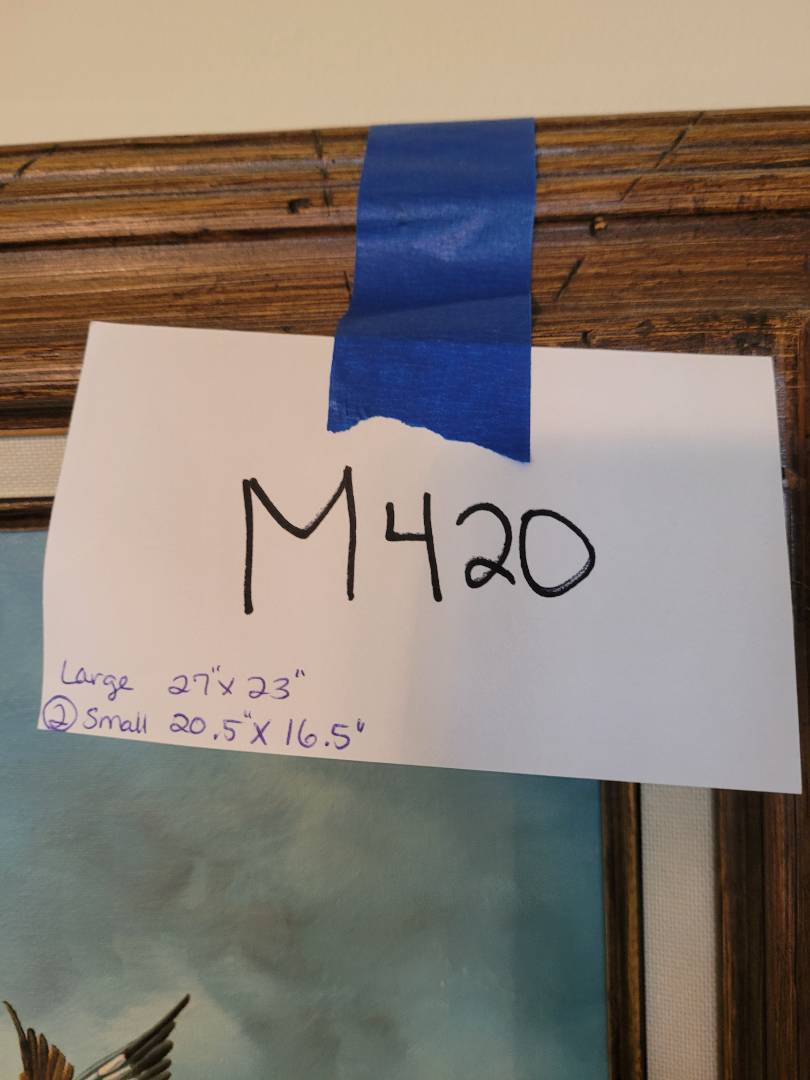 M420
Large 27"x 23"
② Small 20.5"x 16.5"